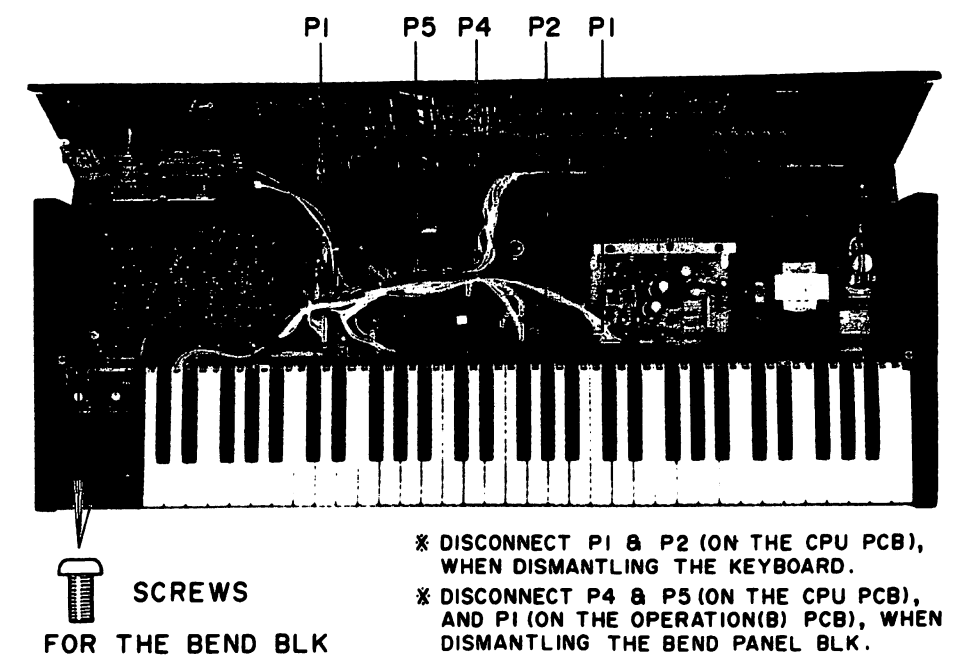 P1 P5 P4 P2 P1
※ DISCONNECT P1 & P2 (ON THE CPU PCB),
WHEN DISMANTLING THE KEYBOARD.
※ DISCONNECT P4 & P5 (ON THE CPU PCB),
AND P1 (ON THE OPERATION(B) PCB), WHEN
DISMANTLING THE BEND PANEL BLK.
SCREWS
FOR THE BEND BLK